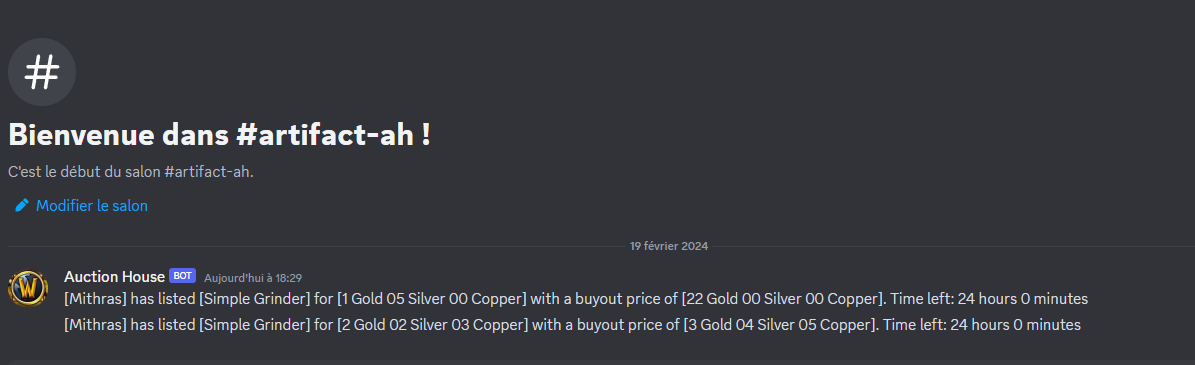 Bienvenue dans #artifact-ah !
C'est le début du salon #artifact-ah.
Modifier le salon
19 février 2024
Auction House BOT Aujourd'hui à 18:29
[Mithras] has listed [Simple Grinder] for [1 Gold 05 Silver 00 Copper] with a buyout price of [22 Gold 00 Silver 00 Copper]. Time left: 24 hours 0 minutes
[Mithras] has listed [Simple Grinder] for [2 Gold 02 Silver 03 Copper] with a buyout price of [3 Gold 04 Silver 05 Copper]. Time left: 24 hours 0 minutes